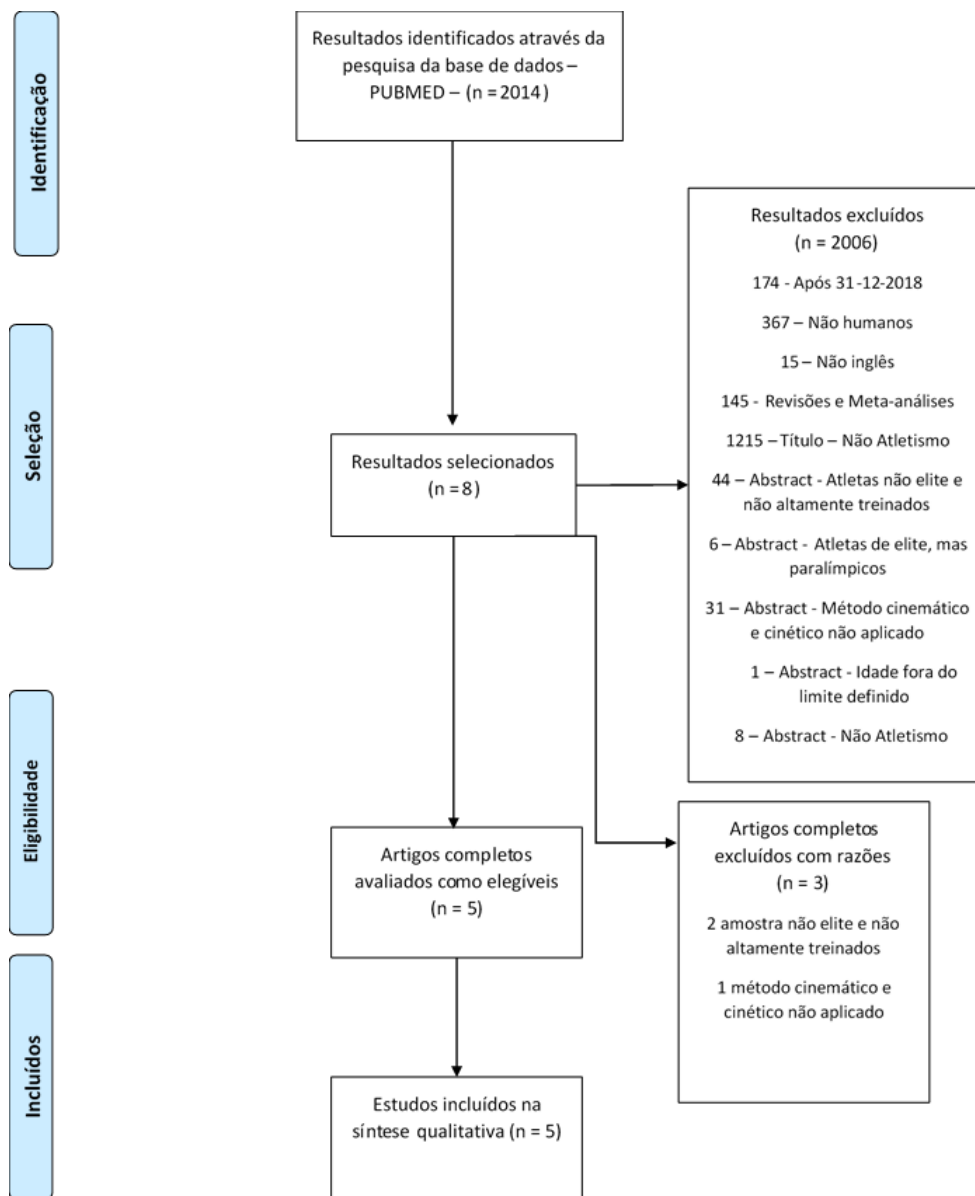 Identificação
Resultados identificados através da
pesquisa da base de dados –
PUBMED – (n = 2014)
Resultados excluídos
(n = 2006)
174 - Após 31-12-2018
367 – Não humanos
15 – Não inglês
145 - Revisões e Meta-análises
1215 – Título – Não Atletismo
44 – Abstract - Atletas não elite e
não altamente treinados
6 – Abstract - Atletas de elite, mas
paralímpicos
31 – Abstract - Método cinemático
e cinético não aplicado
1 – Abstract - Idade fora do
limite definido
8 – Abstract - Não Atletismo
Seleção
Resultados selecionados
(n = 8)
Eligibilidade
Artigos completos
avaliados como elegíveis
(n = 5)
Artigos completos
excluídos com razões
(n = 3)
2 amostra não elite e não
altamente treinados
1 método cinemático e
cinético não aplicado
Incluídos
Estudos incluídos na
síntese qualitativa (n = 5)